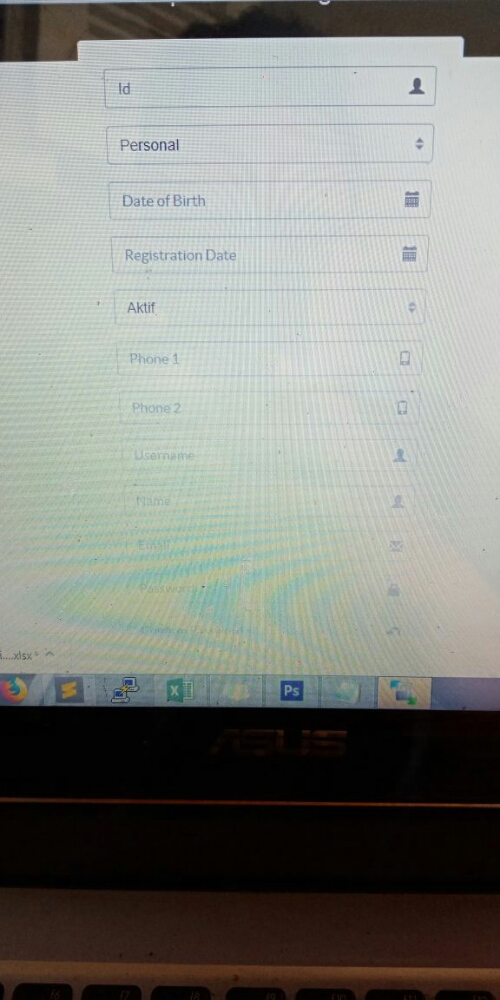 Id
Personal
Date of Birth
Registration Date
Aktif
Phone 1
Phone 2
Username
Name
Email
Password
i....xlsx
Ps
ASUS